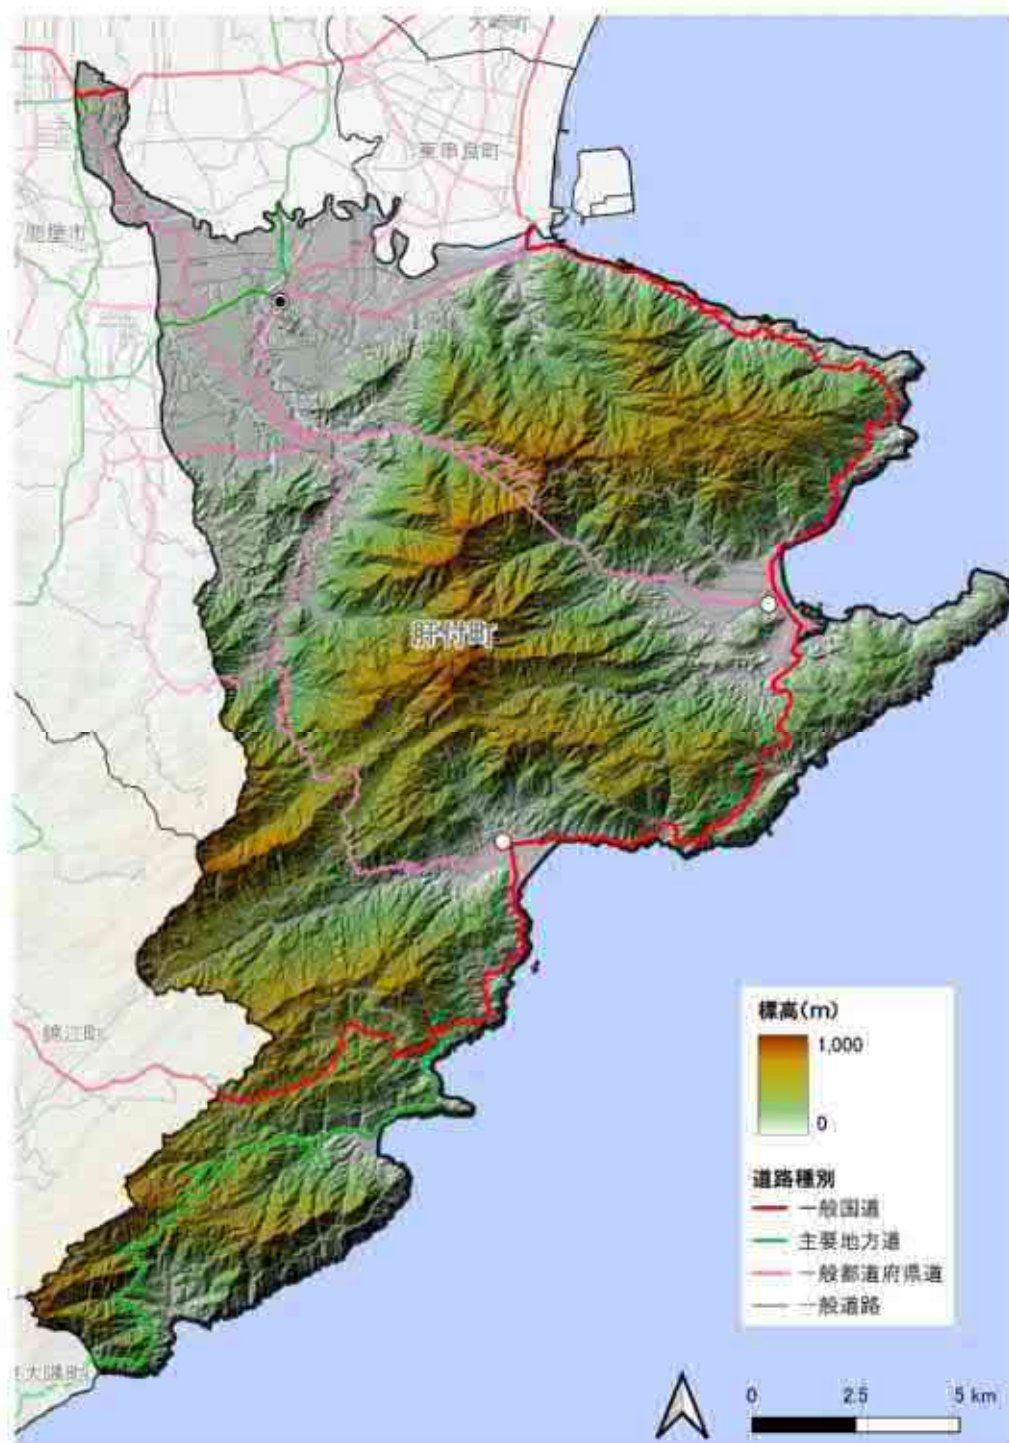 大崎町
東串良町
鹿屋市
肝付町
錦江町
標高(m)
1,000
0
道路種別
一般国道
主要地方道
一般都道府県道
一般道路
大隅町
0 2.5 5 km